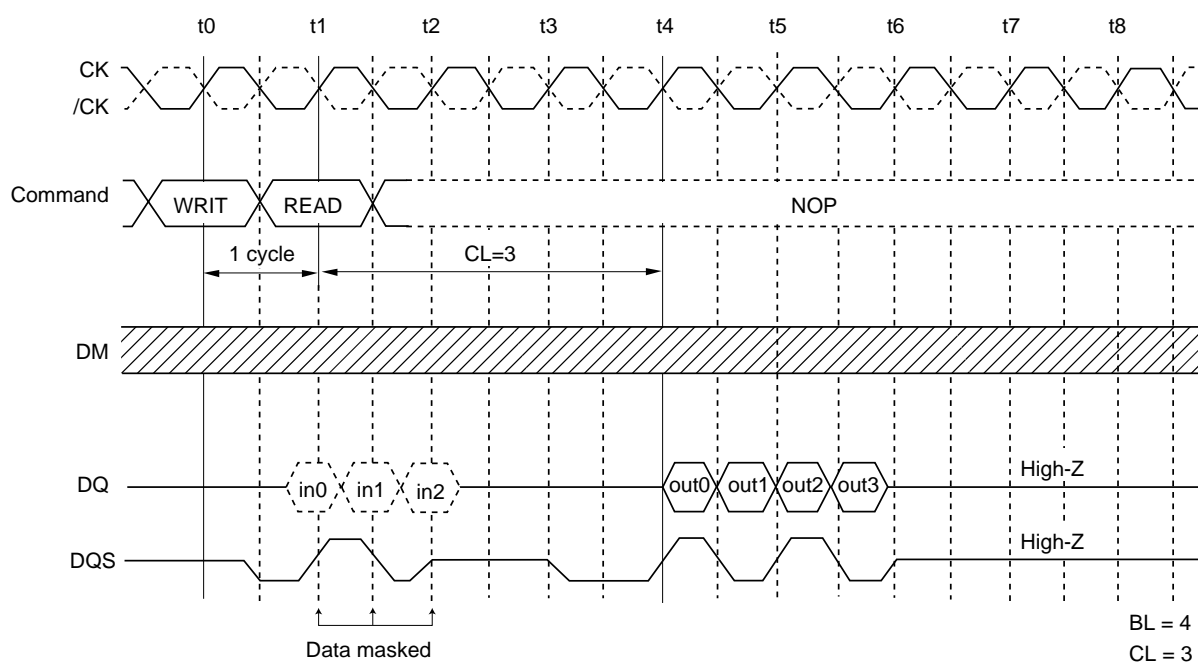 t0 t1 t2 t3 t4 t5 t6 t7 t8
CK
/CK
Command WRIT READ NOP
1 cycle CL=3
DM
DQ in0 in1 in2 out0 out1 out2 out3 High-Z
DQS High-Z
Data masked
BL = 4
CL = 3